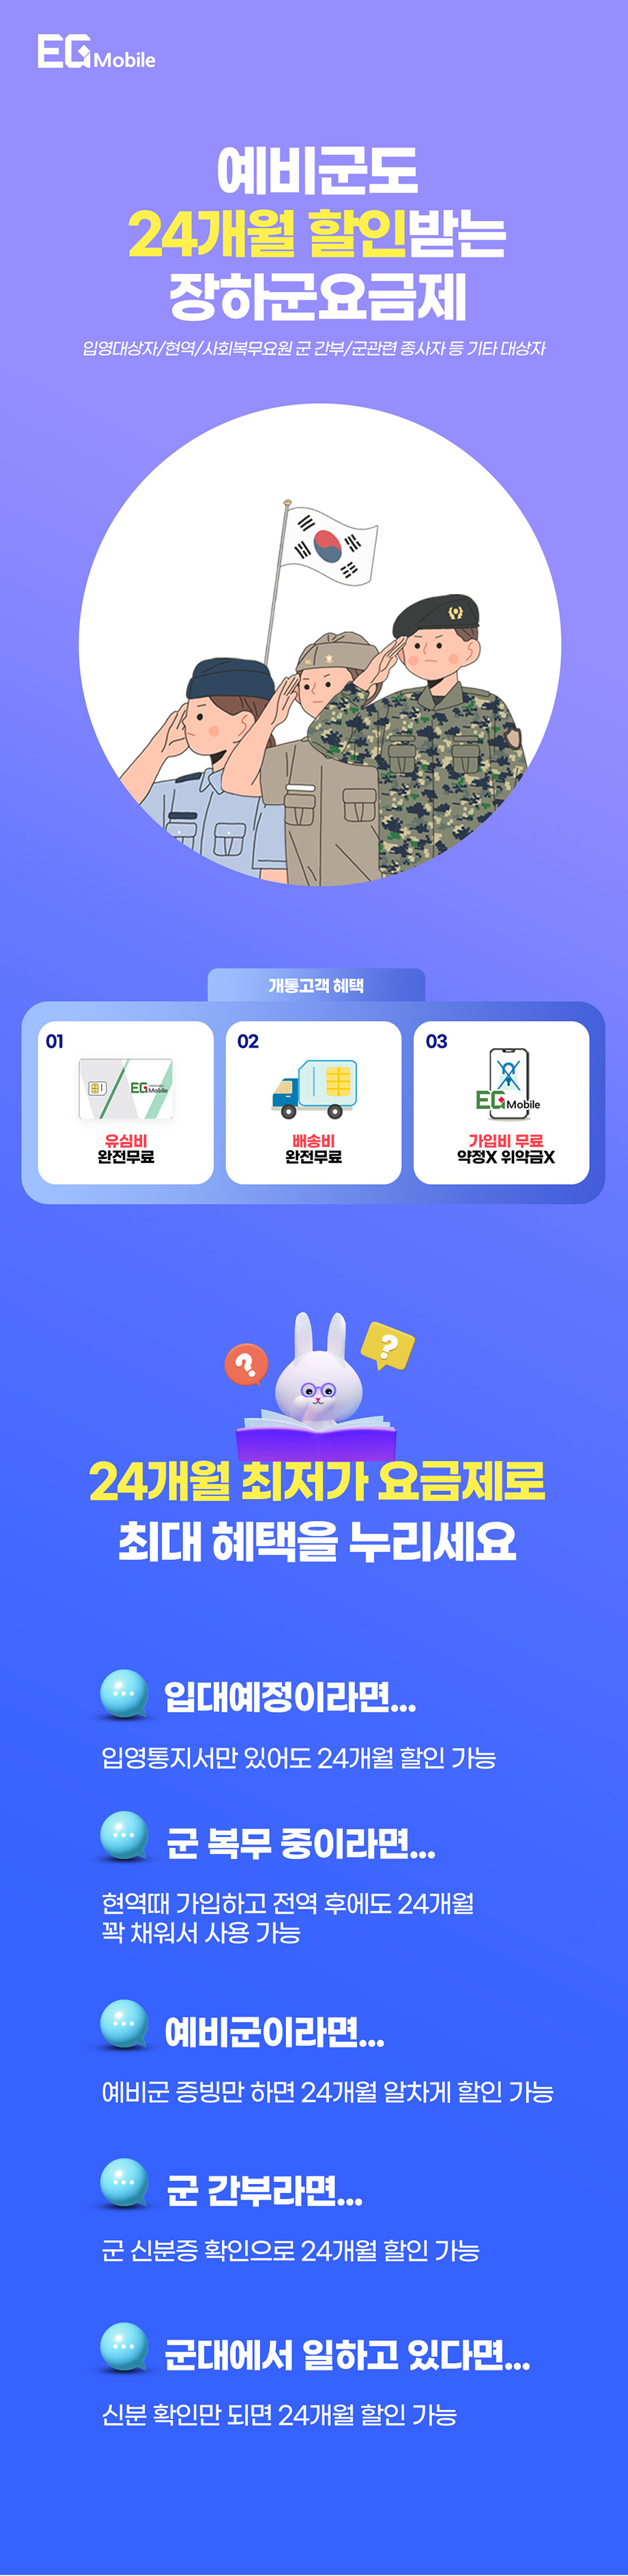 EG Mobile
예비군도
24개월 할인받는
장하군요금제
입영대상자/현역/사회복무요원 군 간부/군관련 종사자 등 기타 대상자
개통고객 혜택
01
EG Mobile
유심비
완전무료
02
배송비
완전무료
03
EG Mobile
가입비 무료
약정X 위약금X
?
?
24개월 최저가 요금제로
최대 혜택을 누리세요
입대예정이라면...
입영통지서만 있어도 24개월 할인 가능
군 복무 중이라면...
현역때 가입하고 전역 후에도 24개월
꽉 채워서 사용 가능
예비군이라면...
예비군 증빙만 하면 24개월 알차게 할인 가능
군 간부라면...
군 신분증 확인으로 24개월 할인 가능
군대에서 일하고 있다면...
신분 확인만 되면 24개월 할인 가능